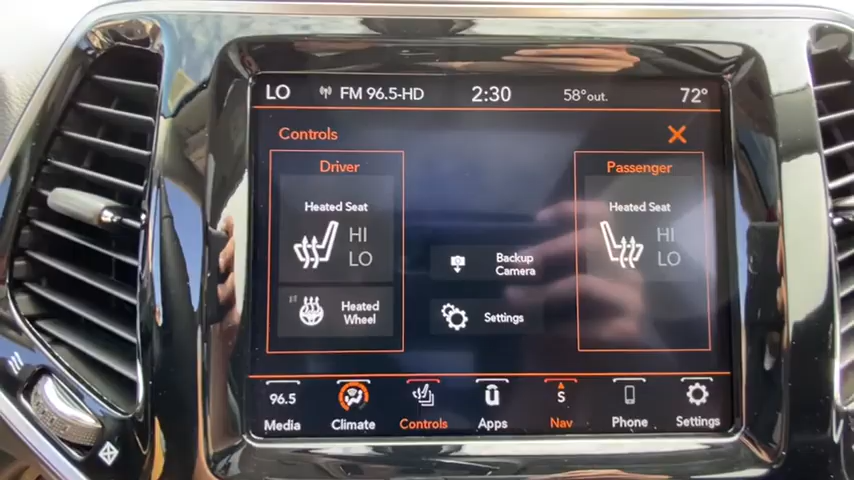 LO FM 96.5-HD 2:30 58° out. 72°
Controls
Driver
Heated Seat
HI
LO
Heated
Wheel
Backup
Camera
Settings
Passenger
Heated Seat
HI
LO
96.5 S
Media Climate Controls Apps Nav Phone Settings